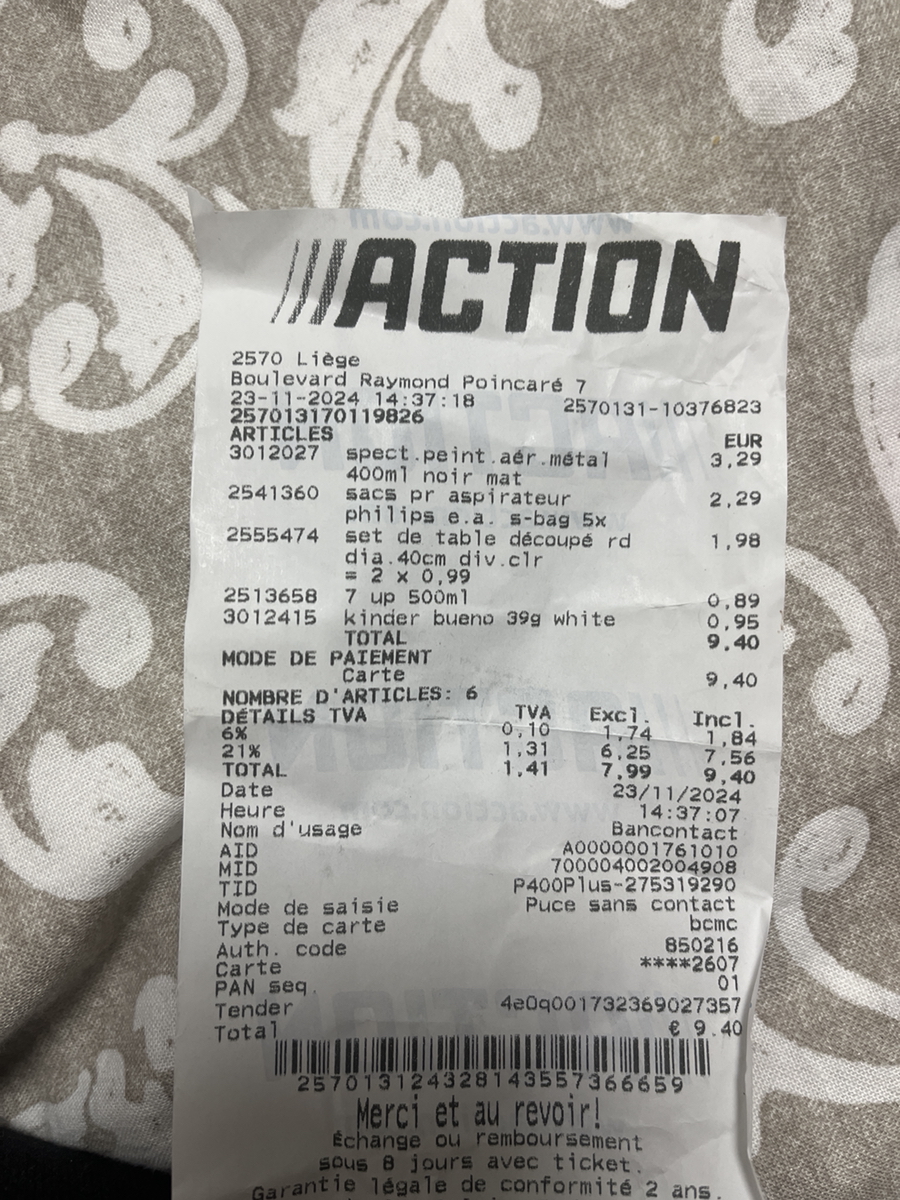 www.action.com
///ACTION
2570 Liège
Boulevard Raymond Poincaré 7
23-11-2024 14:37:18 2570131-10376823
257013170119826
ARTICLES EUR
3012027 spect.peint.aér.métal 3,29
400ml noir mat
2541360 sacs pr aspirateur 2,29
philips e.a. s-bag 5x
2555474 set de table découpé rd 1,98
dia.40cm div.clr
= 2 x 0,99
2513658 7 up 500ml 0,89
3012415 kinder bueno 39g white 0,95
TOTAL 9.40
MODE DE PAIEMENT
Carte 9,40
NOMBRE D'ARTICLES: 6
DÉTAILS TVA TVA Excl. Incl.
6% 0,10 1,74 1,84
21% 1,31 6,25 7,56
TOTAL 1,41 7,99 9,40
Date 23/11/2024
Heure 14:37:07
Nom d'usage Bancontact
AID A0000001761010
MID 700004002004908
TID P400Plus-275319290
Mode de saisie Puce sans contact
Type de carte bcmc
Auth. code 850216
Carte ****2607
PAN seq. 01
Tender 4e0q001732369027357
Total € 9.40
2570131243281435573 66659
Merci et au revoir!
Échange ou remboursement
sous 8 jours avec ticket.
Garantie légale de conformité 2 ans.